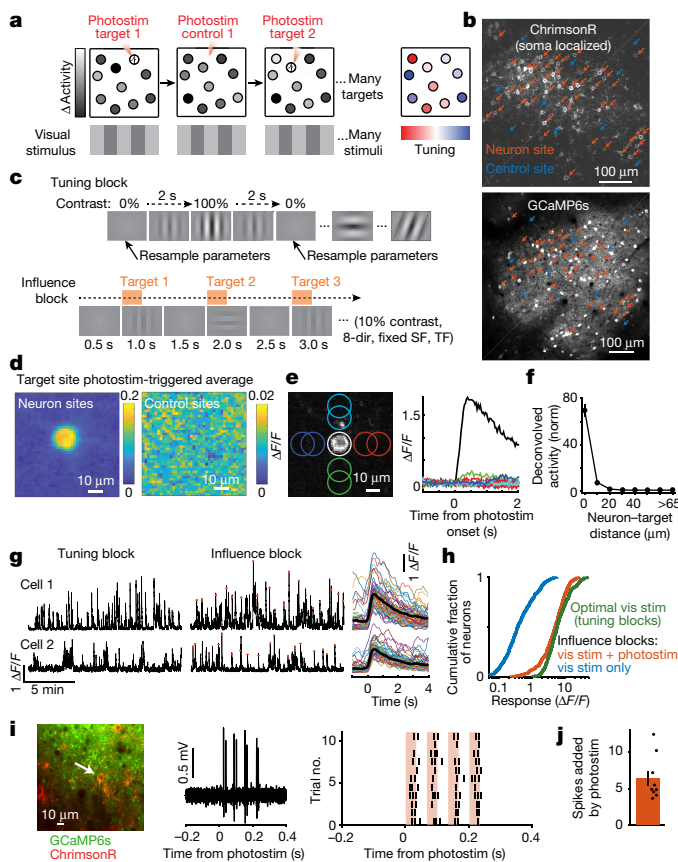 a
Photostim
target 1
Photostim
control 1
Photostim
target 2
Δ Activity
...Many
targets
Visual
stimulus
...Many
stimuli
Tuning
b
ChrimsonR
(soma localized)
Neuron site
Control site
100 μm
GCaMP6s
100 μm
c
Tuning block
Contrast:
0%
2 s
100%
2 s
0%
...
...
Resample parameters
Resample parameters
Influence
block
Target 1
Target 2
Target 3
... (10% contrast,
8-dir, fixed SF, TF)
0.5 s
1.0 s
1.5 s
2.0 s
2.5 s
3.0 s
d
Target site photostim-triggered average
Neuron sites
10 μm
0.2
0
Control sites
10 μm
0.02
0
ΔF/F
e
10 μm
ΔF/F
1.5
0
0
2
Time from photostim
onset (s)
f
Deconvolved
activity (norm)
80
40
0
0
20
40
>65
Neuron–target
distance (μm)
g
Tuning block
Influence block
1 ΔF/F
Cell 1
Cell 2
1 ΔF/F
5 min
0
2
4
Time (s)
h
Cumulative fraction
of neurons
1
0
Optimal vis stim
(tuning blocks)
Influence blocks:
vis stim + photostim
vis stim only
0.1
1
10
Response (ΔF/F)
i
10 μm
GCaMP6s
ChrimsonR
0.5 mV
−0.2
0
0.2
0.4
Time from photostim (s)
Trial no.
10
5
0
−0.2
0
0.2
0.4
Time from photostim (s)
j
Spikes added
by photostim
10
5
0